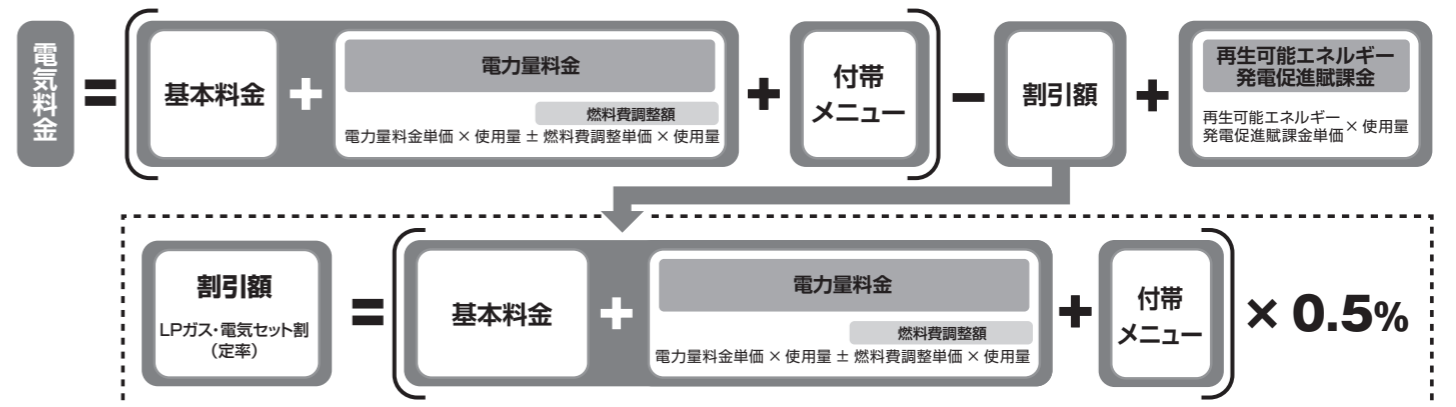 電気料金
=
基本料金
+
電力量料金
燃料費調整額
電力量料金単価 × 使用量 ± 燃料費調整単価 × 使用量
+
付帯
メニュー
−
割引額
+
再生可能エネルギー
発電促進賦課金
再生可能エネルギー
発電促進賦課金単価 × 使用量
割引額
LPガス・電気セット割
(定率)
=
基本料金
+
電力量料金
燃料費調整額
電力量料金単価 × 使用量 ± 燃料費調整単価 × 使用量
+
付帯
メニュー
× 0.5%